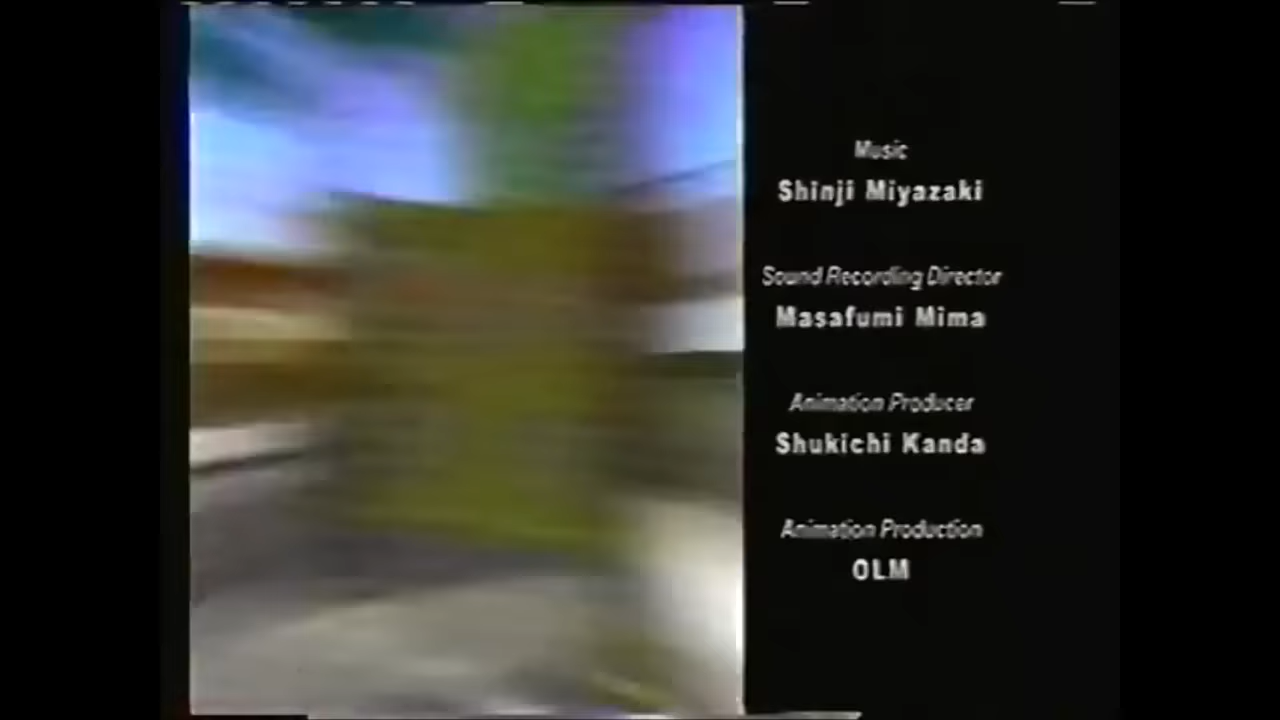 Music
Shinji Miyazaki
Sound Recording Director
Masafumi Mima
Animation Producer
Shukichi Kanda
Animation Production
OLM